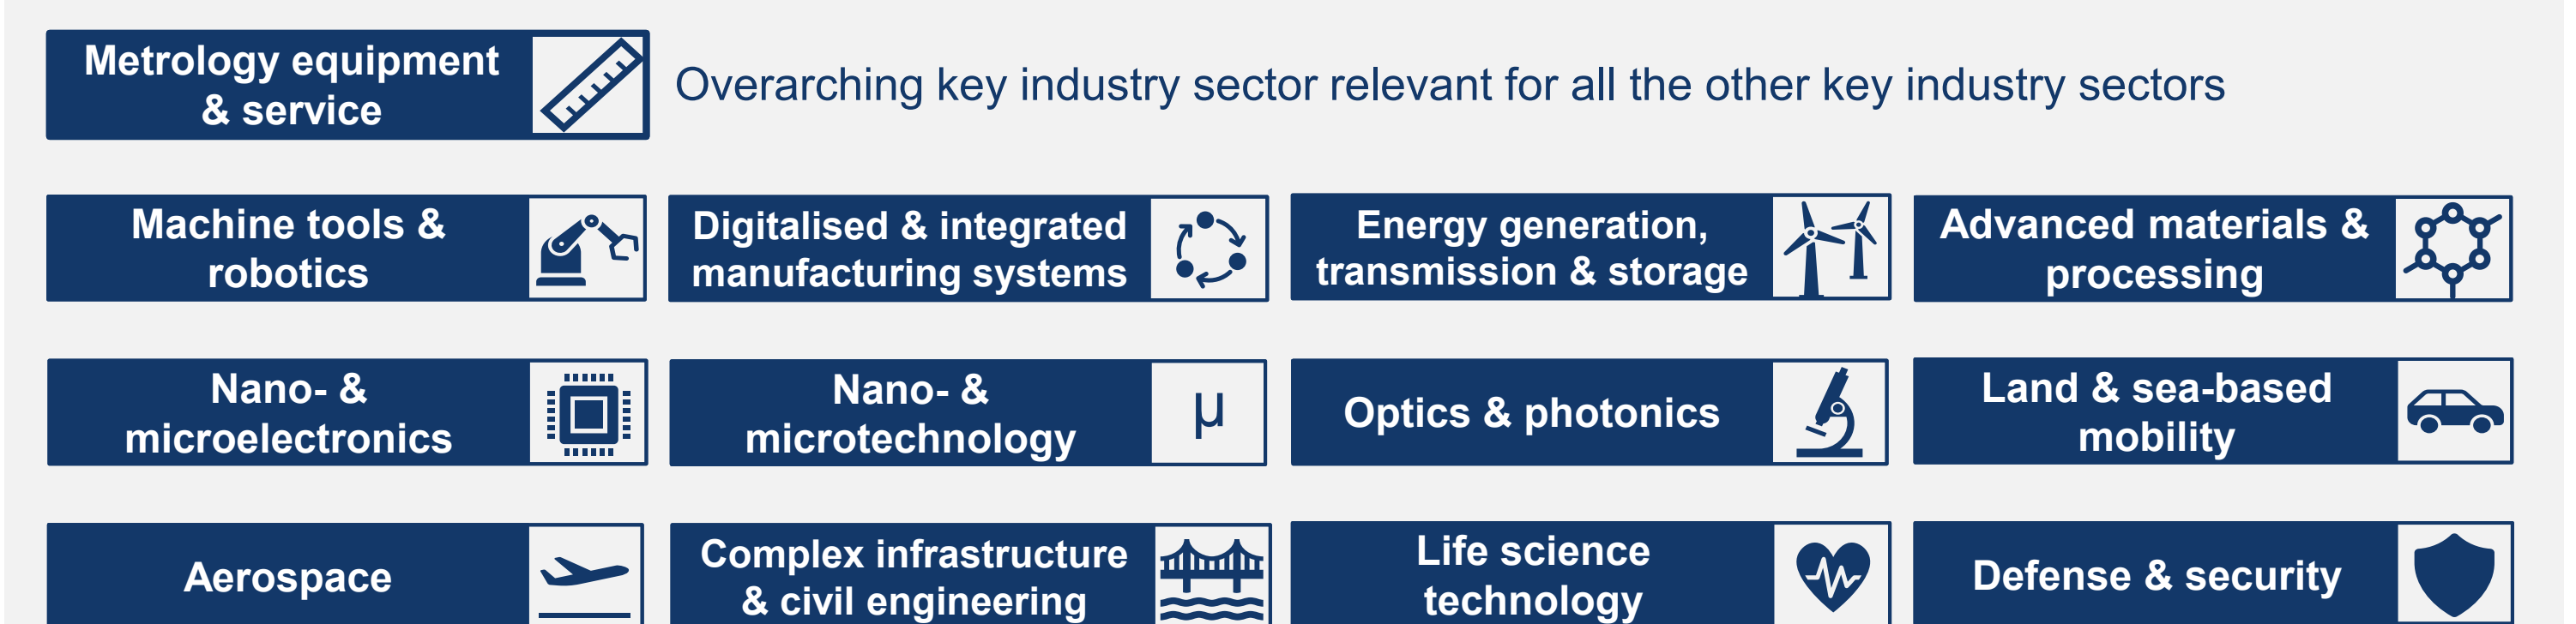 Metrology equipment
& service
Overarching key industry sector relevant for all the other key industry sectors
Machine tools &
robotics
Digitalised & integrated
manufacturing systems
Energy generation,
transmission & storage
Advanced materials &
processing
Nano- &
microelectronics
Nano- &
microtechnology
µ
Optics & photonics
Land & sea-based
mobility
Aerospace
Complex infrastructure
& civil engineering
Life science
technology
Defense & security